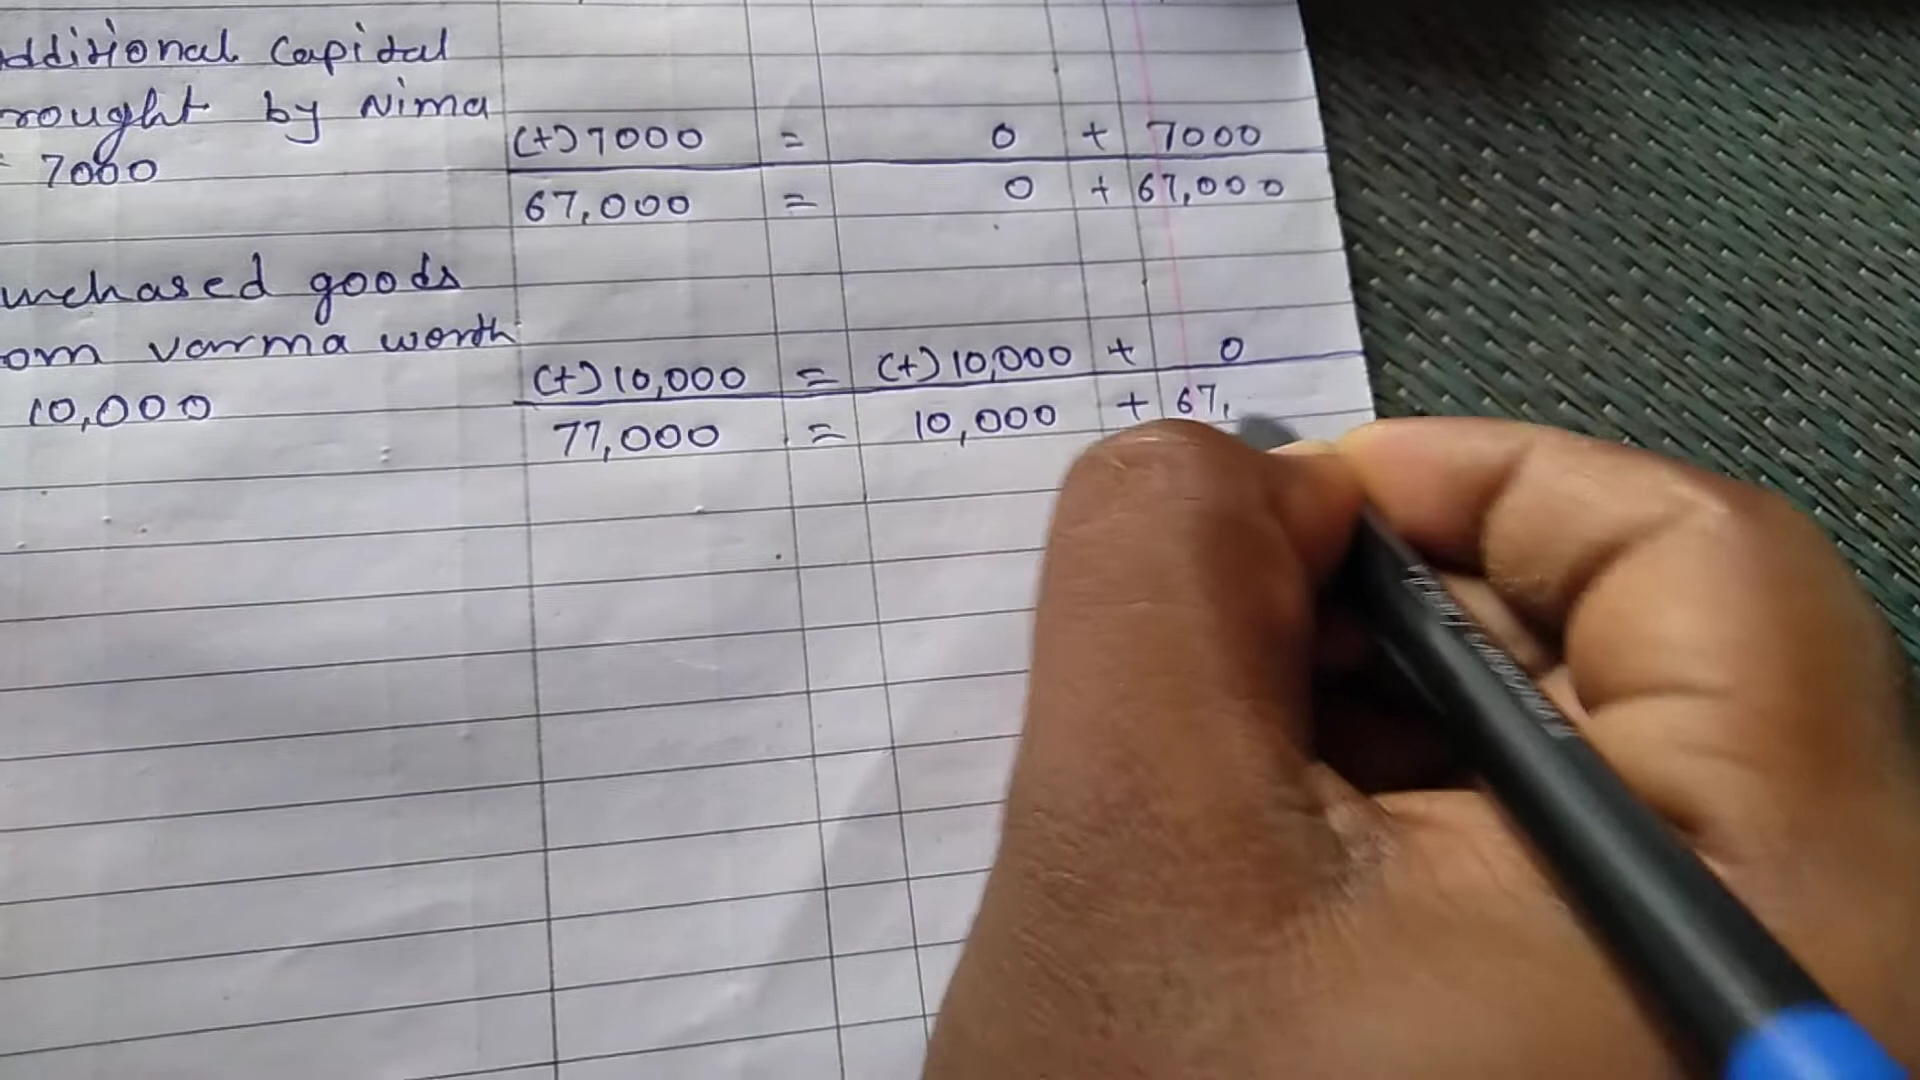 dditional Capital
rought by Nima
7000
(+) 7000 = 0 + 7000
67,000 = 0 + 67,000
urchased goods
om varma worth
10,000
(+) 10,000 = (+) 10,000 + 0
77,000 = 10,000 + 67,